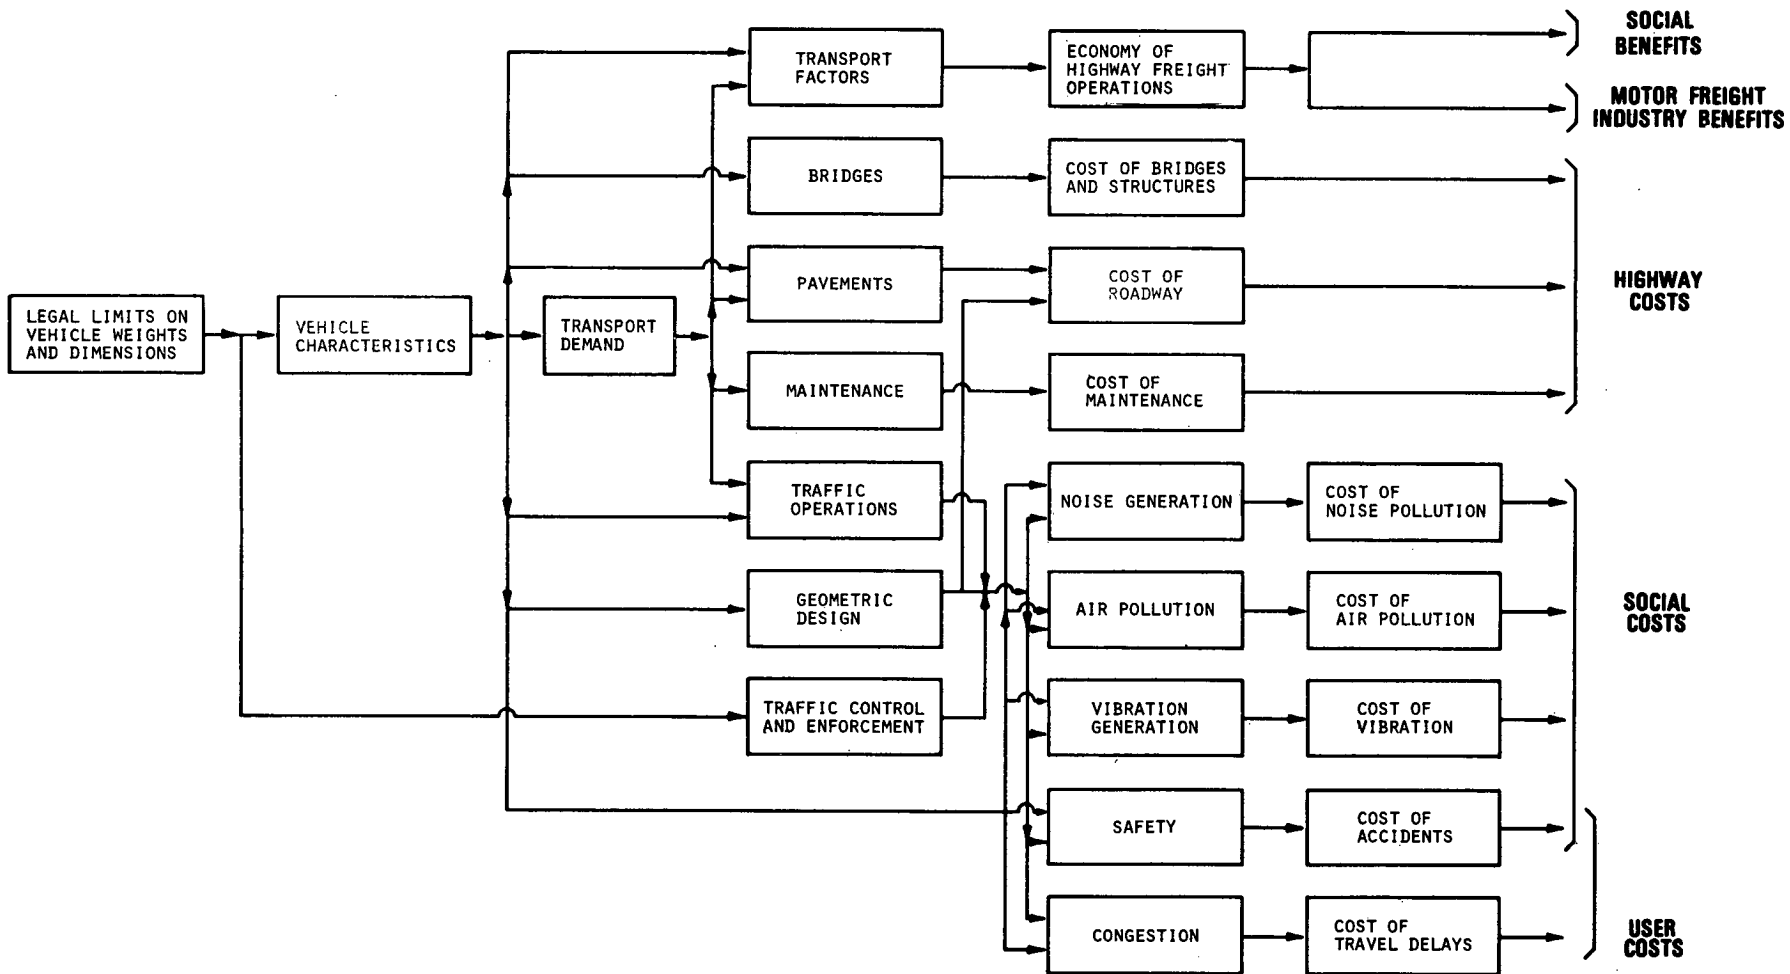 LEGAL LIMITS ON
VEHICLE WEIGHTS
AND DIMENSIONS
VEHICLE
CHARACTERISTICS
TRANSPORT
DEMAND
TRANSPORT
FACTORS
BRIDGES
PAVEMENTS
MAINTENANCE
TRAFFIC
OPERATIONS
GEOMETRIC
DESIGN
TRAFFIC CONTROL
AND ENFORCEMENT
ECONOMY OF
HIGHWAY FREIGHT
OPERATIONS
COST OF BRIDGES
AND STRUCTURES
COST OF
ROADWAY
COST OF
MAINTENANCE
NOISE GENERATION
AIR POLLUTION
VIBRATION
GENERATION
SAFETY
CONGESTION
COST OF
NOISE POLLUTION
COST OF
AIR POLLUTION
COST OF
VIBRATION
COST OF
ACCIDENTS
COST OF
TRAVEL DELAYS
SOCIAL
BENEFITS
MOTOR FREIGHT
INDUSTRY BENEFITS
HIGHWAY
COSTS
SOCIAL
COSTS
USER
COSTS